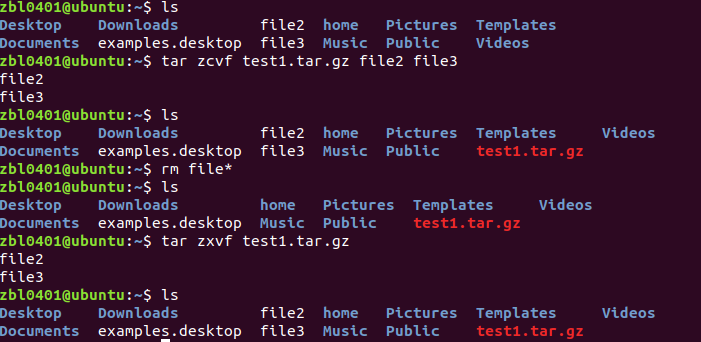 zbl0401@ubuntu:~$ ls
Desktop Downloads file2 home Pictures Templates
Documents examples.desktop file3 Music Public Videos
zbl0401@ubuntu:~$ tar zcvf test1.tar.gz file2 file3
file2
file3
zbl0401@ubuntu:~$ ls
Desktop Downloads file2 home Pictures Templates Videos
Documents examples.desktop file3 Music Public test1.tar.gz
zbl0401@ubuntu:~$ rm file*
zbl0401@ubuntu:~$ ls
Desktop Downloads home Pictures Templates Videos
Documents examples.desktop Music Public test1.tar.gz
zbl0401@ubuntu:~$ tar zxvf test1.tar.gz
file2
file3
zbl0401@ubuntu:~$ ls
Desktop Downloads file2 home Pictures Templates Videos
Documents examples.desktop file3 Music Public test1.tar.gz